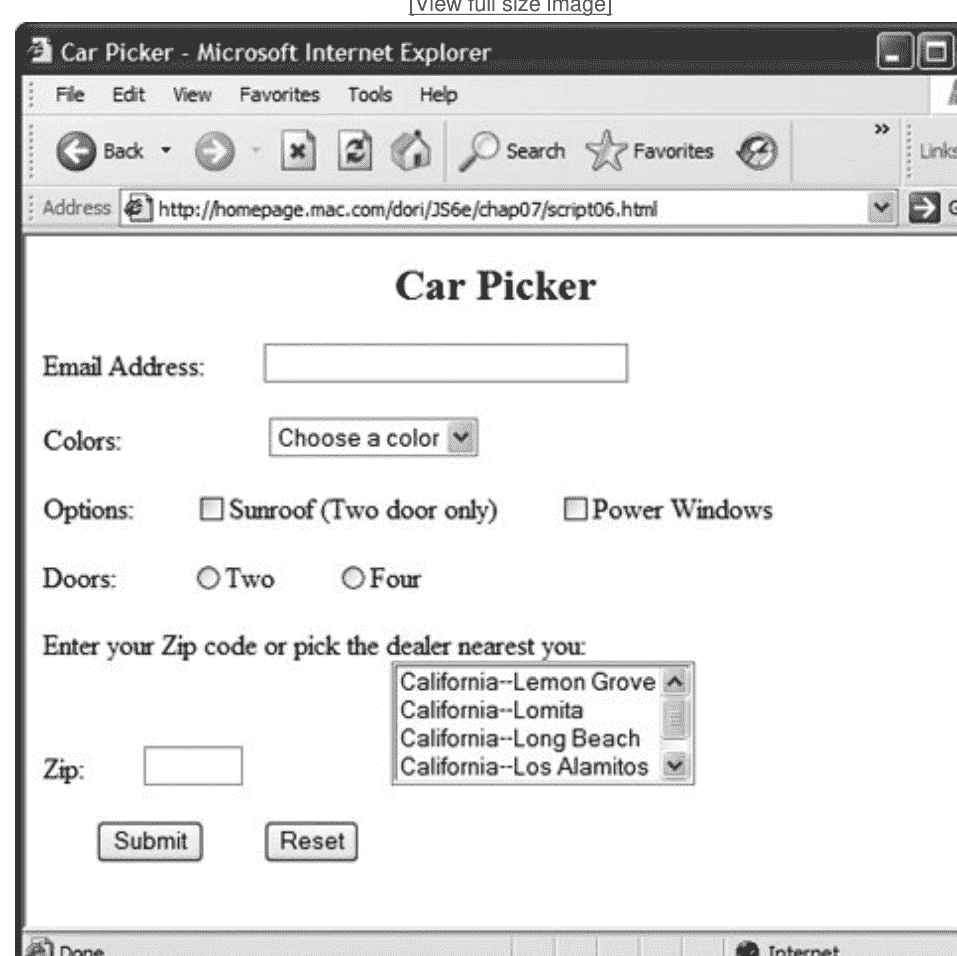 [View full size image]
Car Picker - Microsoft Internet Explorer
File Edit View Favorites Tools Help
Back Search Favorites » Links
Address http://homepage.mac.com/dori/JS6e/chap07/script06.html
Car Picker
Email Address:
Colors: Choose a color
Options: Sunroof (Two door only) Power Windows
Doors: Two Four
Enter your Zip code or pick the dealer nearest you:
California--Lemon Grove
California--Lomita
California--Long Beach
Zip: California--Los Alamitos
Submit Reset
Done Internet